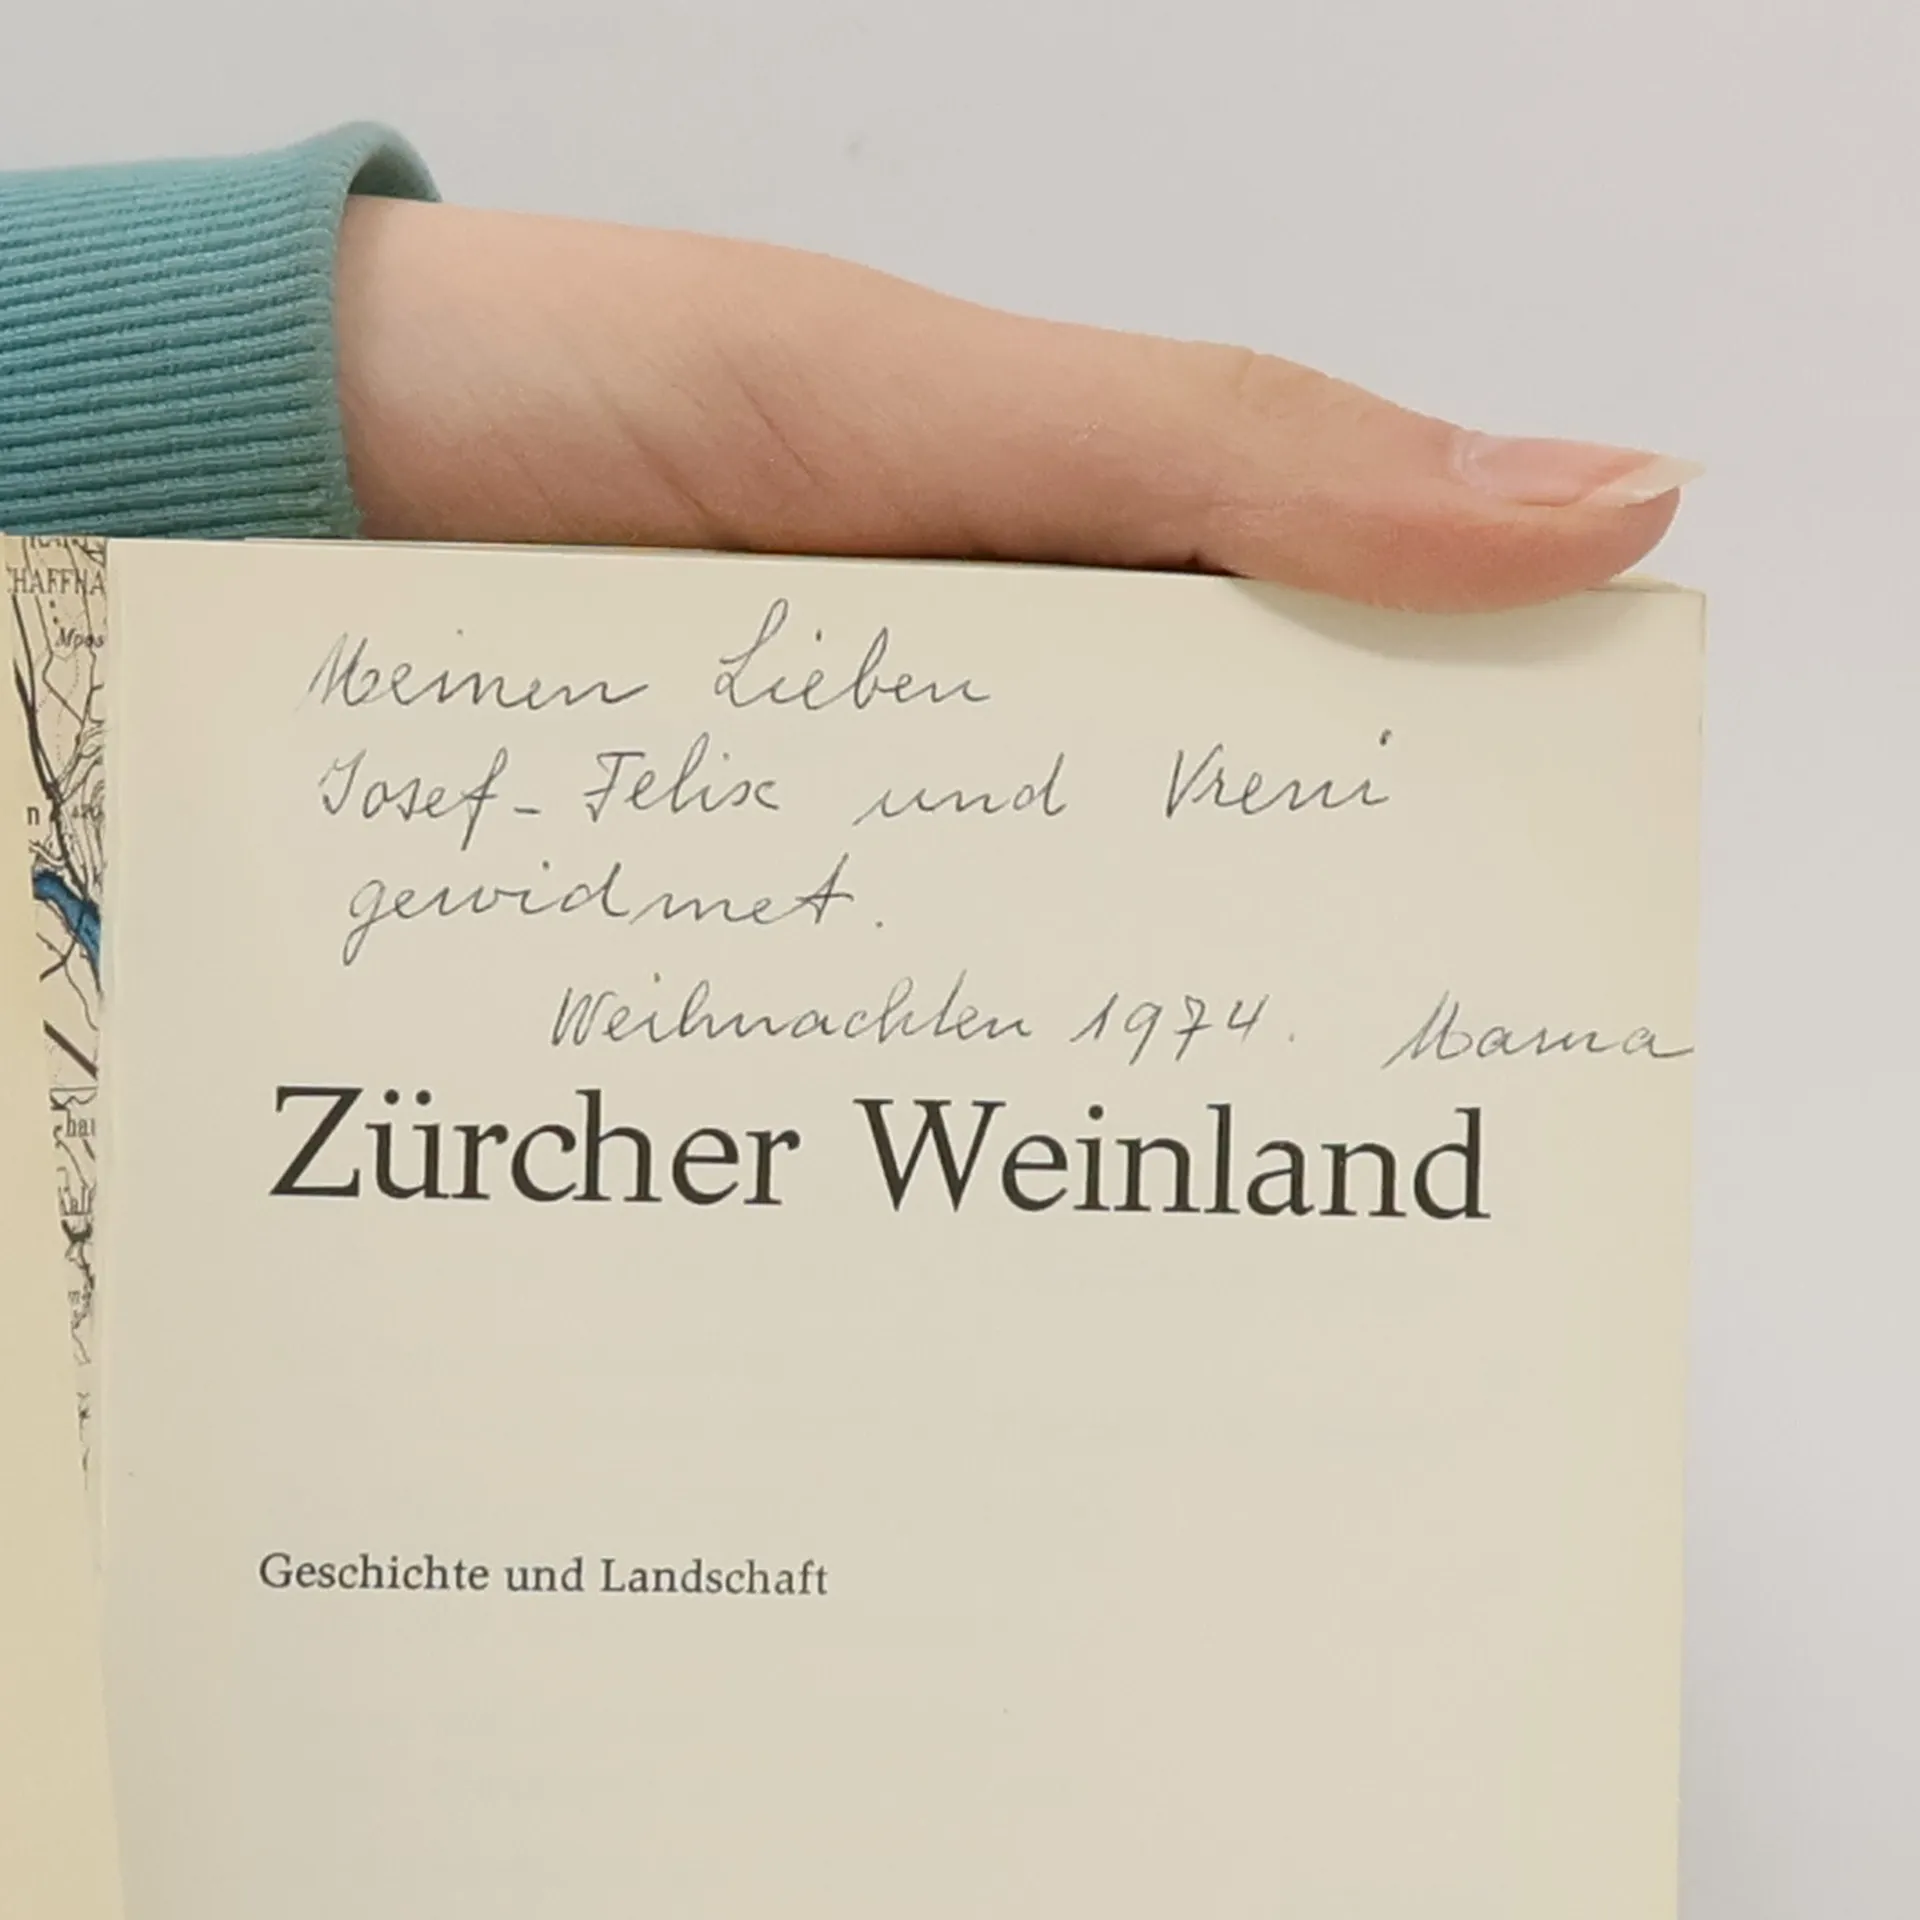 Meinen Lieben
Josef-Felix und Vreni
gewidmet.
Weihnachten 1974. Mama
Zürcher Weinland
Geschichte und Landschaft